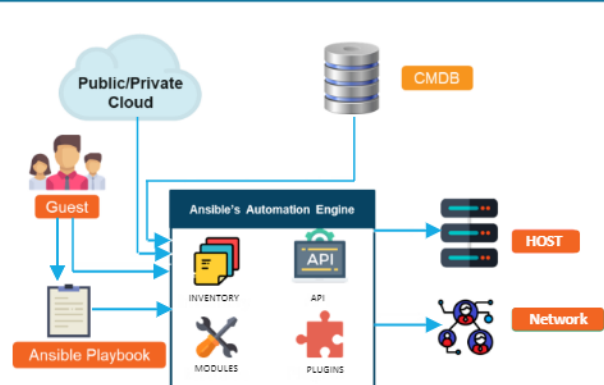 Public/Private
Cloud
CMDB
Guest
Ansible's Automation Engine
API
HOST
INVENTORY
API
Network
Ansible Playbook
MODULES
PLUGINS